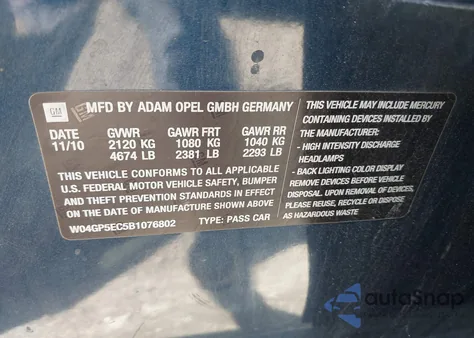 GM
MFD BY ADAM OPEL GMBH GERMANY
DATE GVWR GAWR FRT GAWR RR
11/10 2120 KG 1080 KG 1040 KG
4674 LB 2381 LB 2293 LB
THIS VEHICLE CONFORMS TO ALL APPLICABLE
U.S. FEDERAL MOTOR VEHICLE SAFETY, BUMPER
AND THEFT PREVENTION STANDARDS IN EFFECT
ON THE DATE OF MANUFACTURE SHOWN ABOVE
W04GP5EC5B1076802 TYPE: PASS CAR
THIS VEHICLE MAY INCLUDE MERCURY
CONTAINING DEVICES INSTALLED BY
THE MANUFACTURER:
- HIGH INTENSITY DISCHARGE
HEADLAMPS
- BACK LIGHTING COLOR DISPLAY
REMOVE DEVICES BEFORE VEHICLE
DISPOSAL UPON REMOVAL OF DEVICES.
PLEASE REUSE, RECYCLE OR DISPOSE
AS HAZARDOUS WASTE
autoSnap